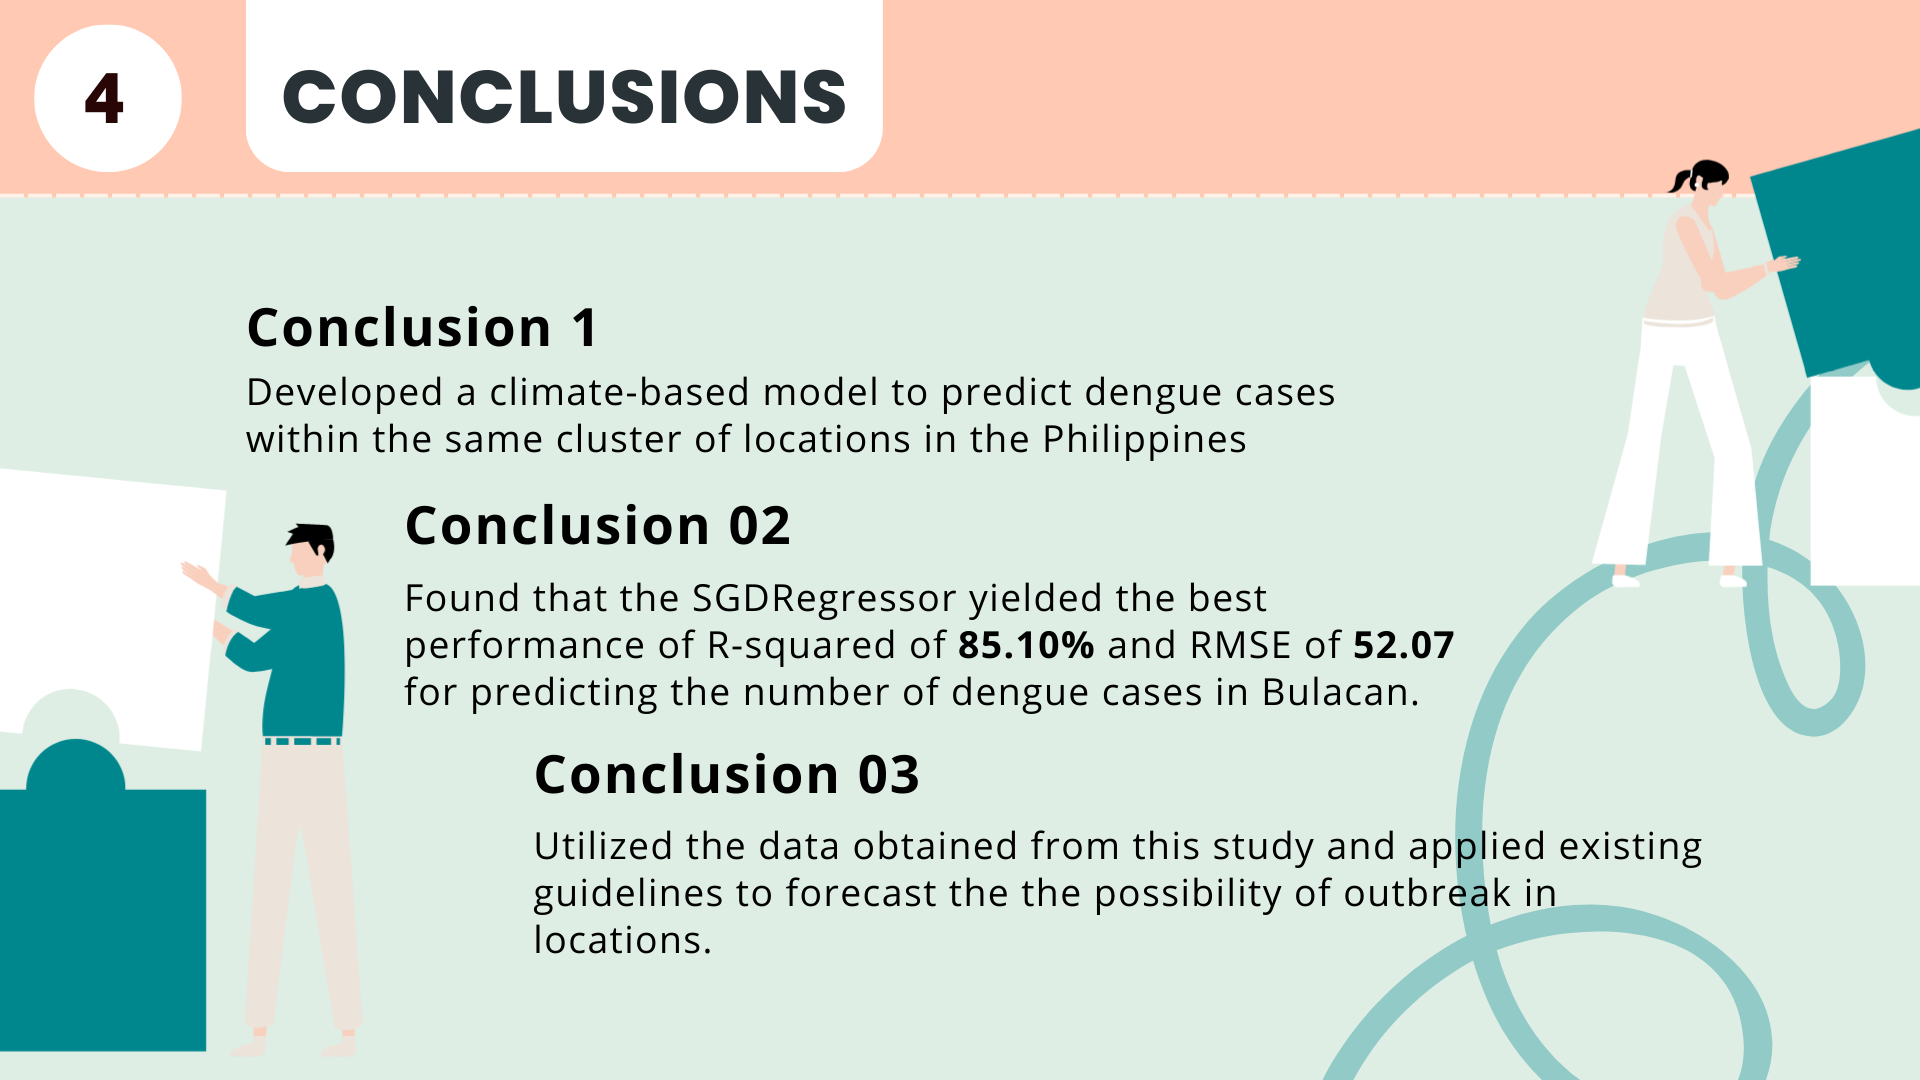 4
CONCLUSIONS
Conclusion 1
Developed a climate-based model to predict dengue cases
within the same cluster of locations in the Philippines
Conclusion 02
Found that the SGDRegressor yielded the best
performance of R-squared of 85.10% and RMSE of 52.07
for predicting the number of dengue cases in Bulacan.
Conclusion 03
Utilized the data obtained from this study and applied existing
guidelines to forecast the the possibility of outbreak in
locations.